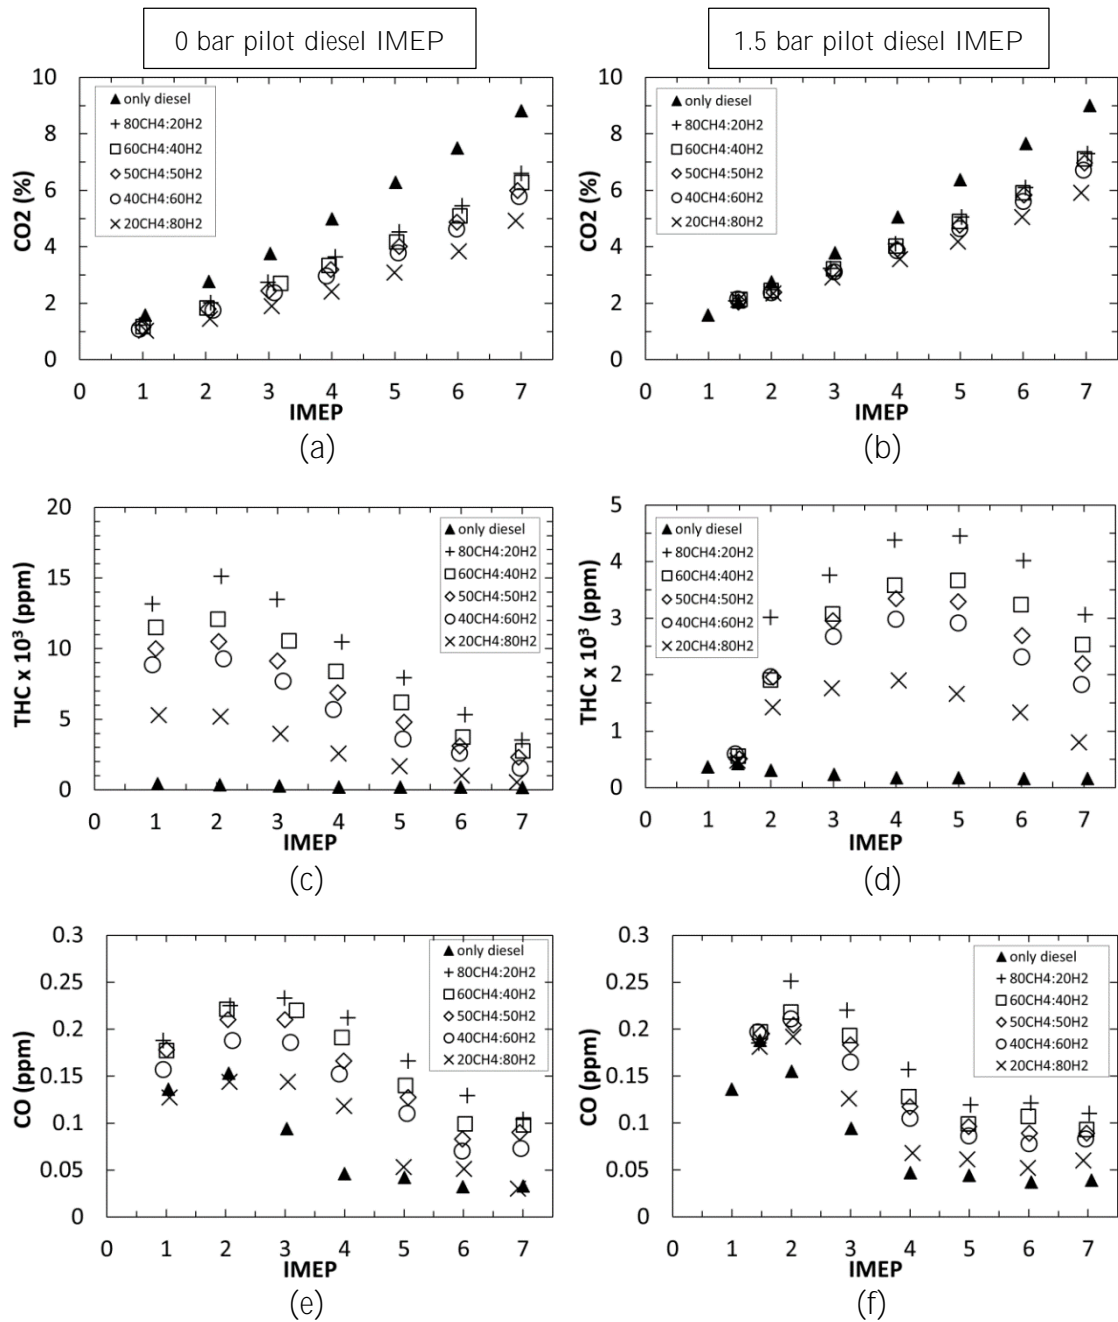 0 bar pilot diesel IMEP
1.5 bar pilot diesel IMEP
10
8
6
4
2
0
CO2 (%)
only diesel
80CH4:20H2
60CH4:40H2
50CH4:50H2
40CH4:60H2
20CH4:80H2
0 1 2 3 4 5 6 7
IMEP
(a)
10
8
6
4
2
0
CO2 (%)
only diesel
80CH4:20H2
60CH4:40H2
50CH4:50H2
40CH4:60H2
20CH4:80H2
0 1 2 3 4 5 6 7
IMEP
(b)
20
15
10
5
0
THC x 10³ (ppm)
only diesel
80CH4:20H2
60CH4:40H2
50CH4:50H2
40CH4:60H2
20CH4:80H2
0 1 2 3 4 5 6 7
IMEP
(c)
5
4
3
2
1
0
THC x 10³ (ppm)
only diesel
80CH4:20H2
60CH4:40H2
50CH4:50H2
40CH4:60H2
20CH4:80H2
0 1 2 3 4 5 6 7
IMEP
(d)
0.3
0.25
0.2
0.15
0.1
0.05
0
CO (ppm)
only diesel
80CH4:20H2
60CH4:40H2
50CH4:50H2
40CH4:60H2
20CH4:80H2
0 1 2 3 4 5 6 7
IMEP
(e)
0.3
0.25
0.2
0.15
0.1
0.05
0
CO (ppm)
only diesel
80CH4:20H2
60CH4:40H2
50CH4:50H2
40CH4:60H2
20CH4:80H2
0 1 2 3 4 5 6 7
IMEP
(f)